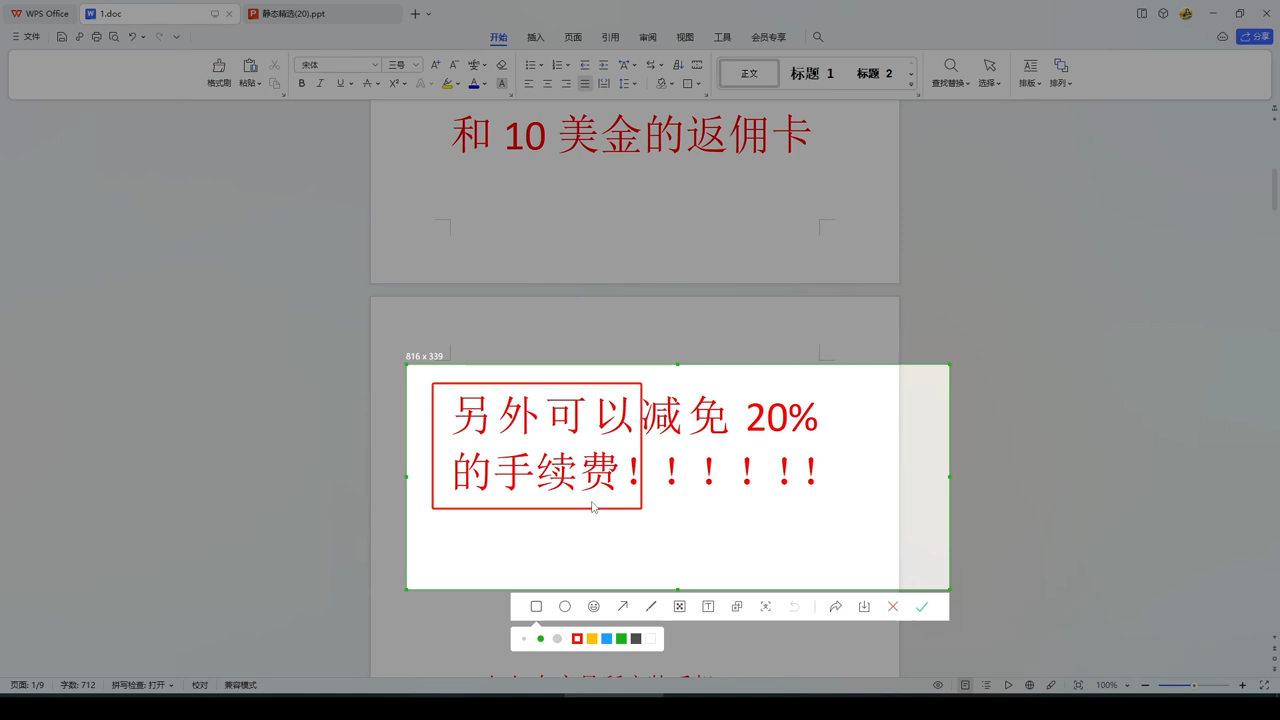 WPS Office
1.doc
静态精选(20).ppt
文件
开始
插入
页面
引用
审阅
视图
工具
会员专享
分享
格式刷
粘贴
宋体
三号
正文
标题 1
标题 2
查找替换
选择
排版
排列
和 10 美金的返佣卡
816 x 339
另外可以减免 20%
的手续费！！！！！！
页面: 1/9
字数: 712
拼写检查: 打开
校对
兼容模式
100%